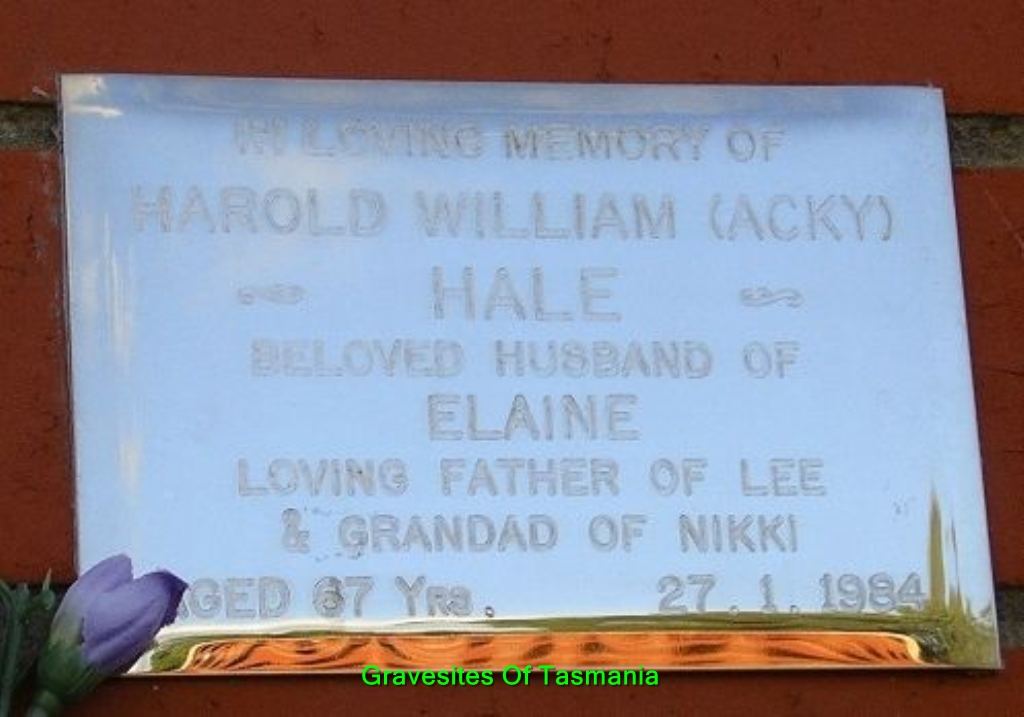 IN LOVING MEMORY OF
HAROLD WILLIAM (ACKY)
HALE
BELOVED HUSBAND OF
ELAINE
LOVING FATHER OF LEE
& GRANDAD OF NIKKI
AGED 67 YRS. 27.1.1984
Gravesites Of Tasmania